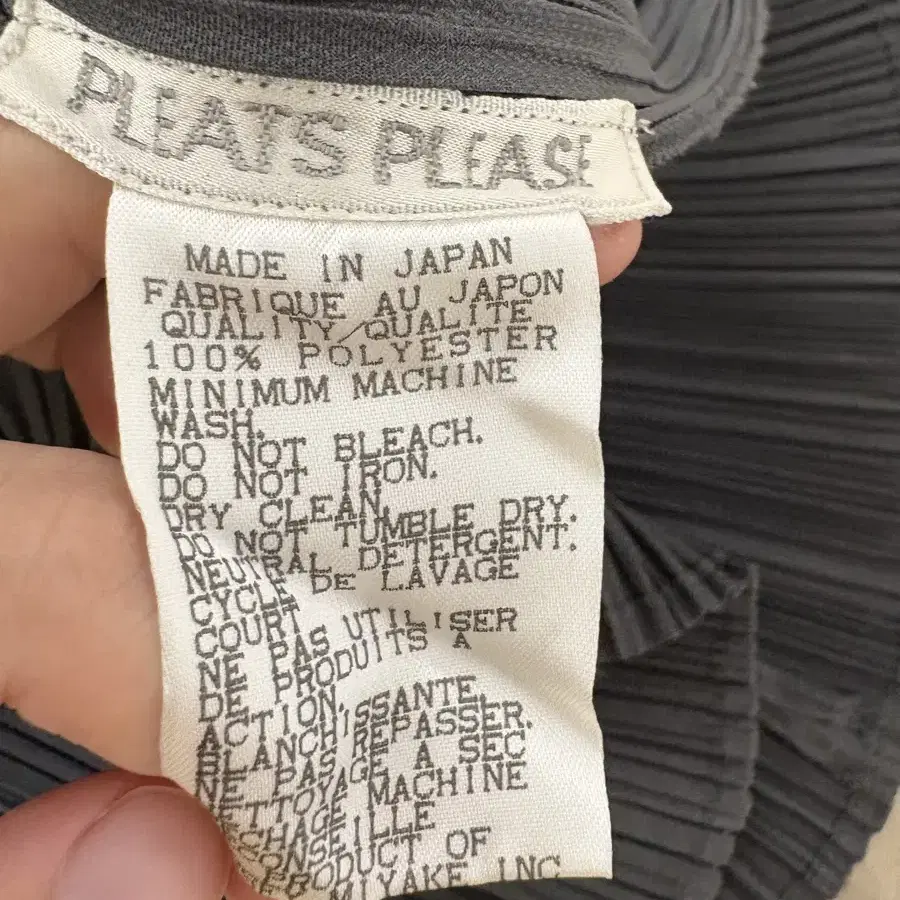 PLEATS PLEASE
MADE IN JAPAN
FABRIQUE AU JAPON
QUALITY/QUALITE
100% POLYESTER
MINIMUM MACHINE
WASH.
DO NOT BLEACH.
DO NOT IRON.
DRY CLEAN.
DO NOT TUMBLE DRY.
NEUTRAL DETERGENT.
CYCLE DE LAVAGE
COURT
NE PAS UTILISER
DE PRODUITS A
ACTION
BLANCHISSANTE.
NE PAS REPASSER.
NETTOYAGE A SEC
MACHINE
PRODUCT OF
MIYAKE INC